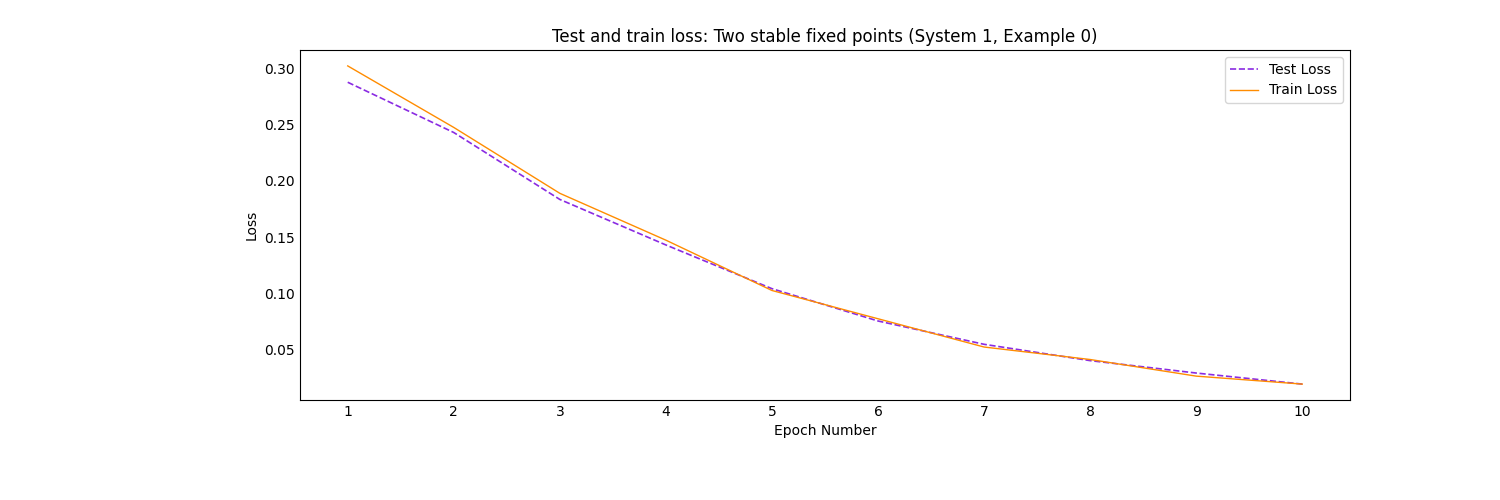 Test and train loss: Two stable fixed points (System 1, Example 0)
Test Loss
Train Loss
0.30
0.25
0.20
0.15
0.10
0.05
Loss
1 2 3 4 5 6 7 8 9 10
Epoch Number